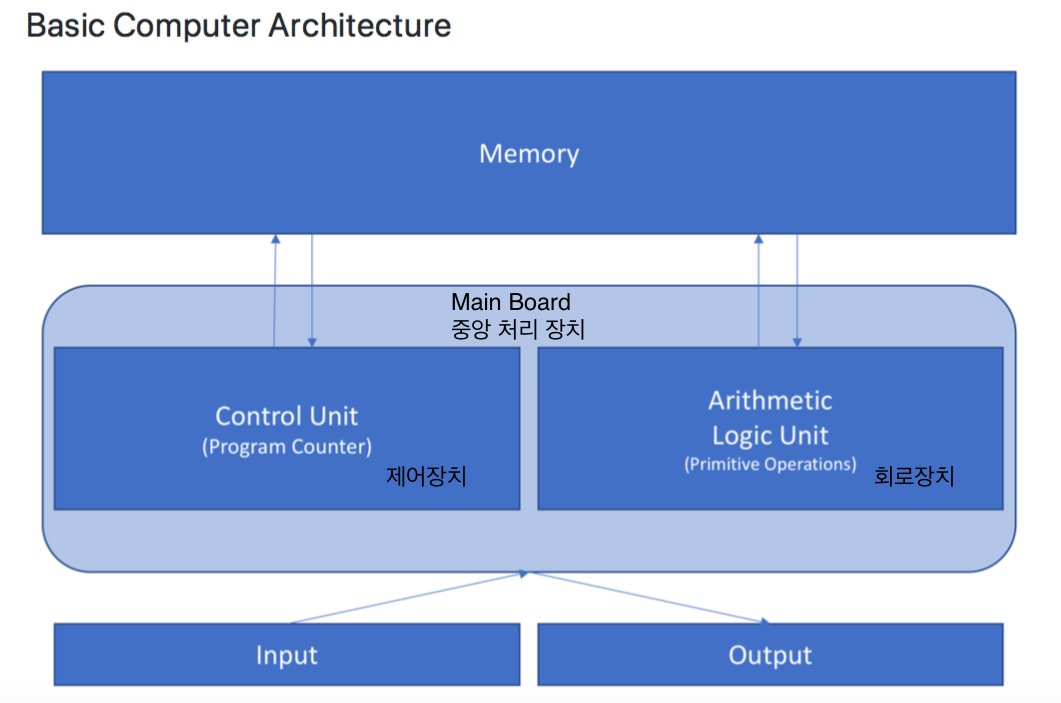 Basic Computer Architecture
Memory
Main Board
중앙 처리 장치
Control Unit
(Program Counter)
제어장치
Arithmetic
Logic Unit
(Primitive Operations)
회로장치
Input
Output